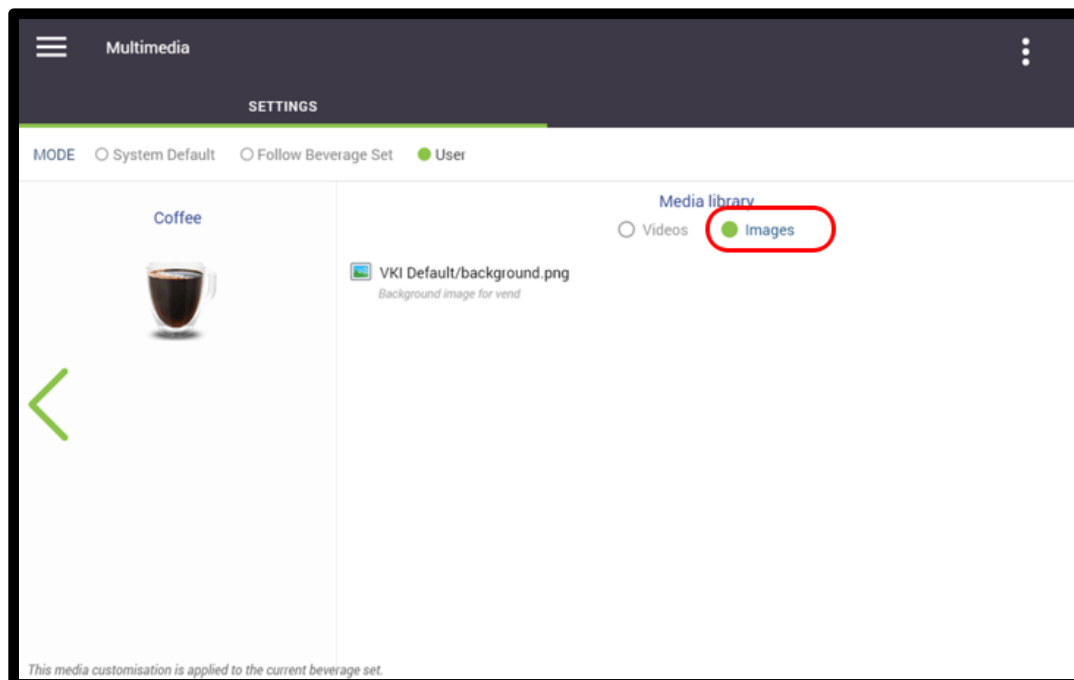 Multimedia
SETTINGS
MODE System Default Follow Beverage Set User
Coffee
Media library
Videos Images
VKI Default/background.png
Background image for vend
This media customisation is applied to the current beverage set.